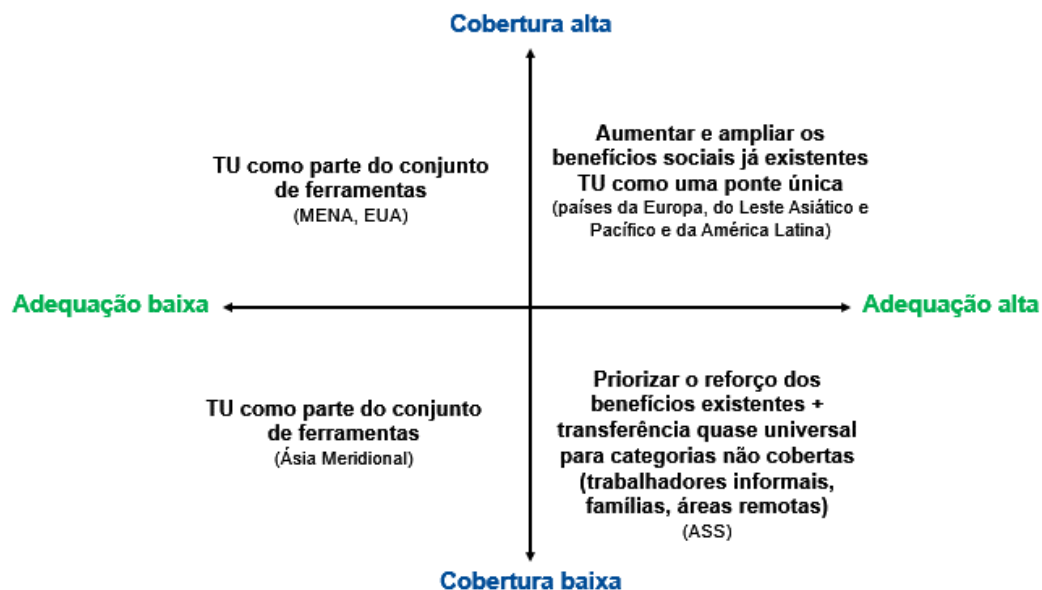 Cobertura alta
TU como parte do conjunto
de ferramentas
(MENA, EUA)
Aumentar e ampliar os
benefícios sociais já existentes
TU como uma ponte única
(países da Europa, do Leste Asiático e
Pacífico e da América Latina)
Adequação baixa
Adequação alta
TU como parte do conjunto
de ferramentas
(Ásia Meridional)
Priorizar o reforço dos
benefícios existentes +
transferência quase universal
para categorias não cobertas
(trabalhadores informais,
famílias, áreas remotas)
(ASS)
Cobertura baixa